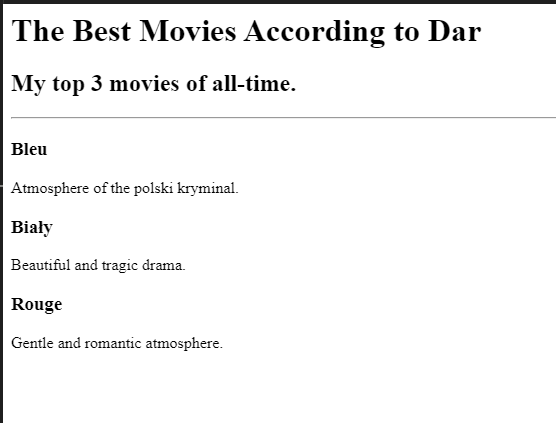 The Best Movies According to Dar
My top 3 movies of all-time.
Bleu
Atmosphere of the polski kryminal.
Biały
Beautiful and tragic drama.
Rouge
Gentle and romantic atmosphere.